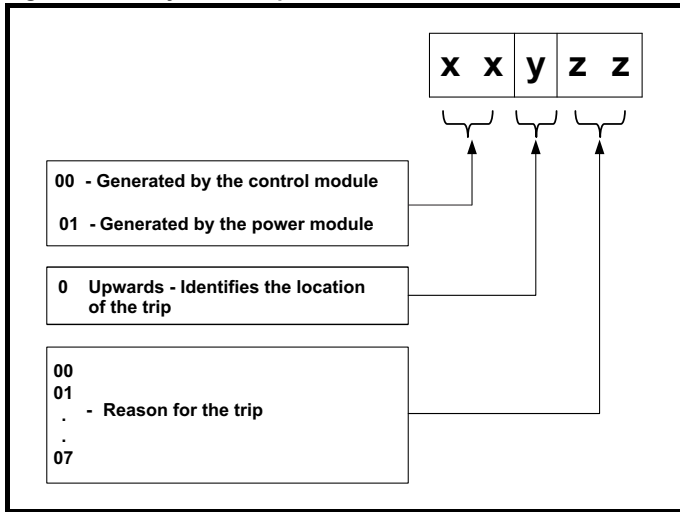 x x y z z
00 - Generated by the control module
01 - Generated by the power module
0 Upwards - Identifies the location
of the trip
00
01
. - Reason for the trip
.
07